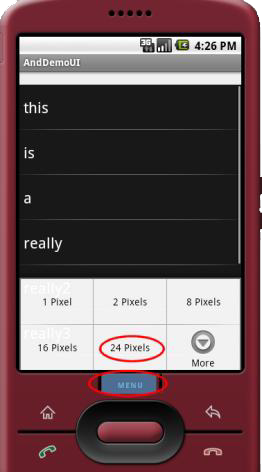 3G 4:26 PM
AndDemoUI
this
is
a
really
really2
1 Pixel 2 Pixels 8 Pixels
really3
16 Pixels 24 Pixels More
MENU